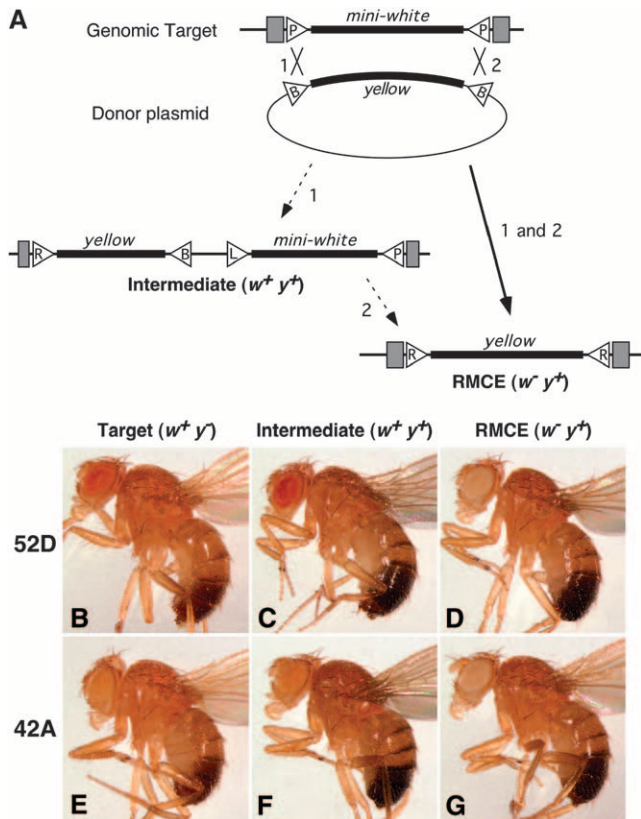 A
Genomic Target
P
mini-white
P
1
2
B
yellow
B
Donor plasmid
1
1 and 2
R
yellow
B
L
mini-white
P
Intermediate (w⁺ y⁺)
2
R
yellow
R
RMCE (w⁻ y⁺)
Target (w⁺ y⁻)
Intermediate (w⁺ y⁺)
RMCE (w⁻ y⁺)
52D
B
C
D
42A
E
F
G